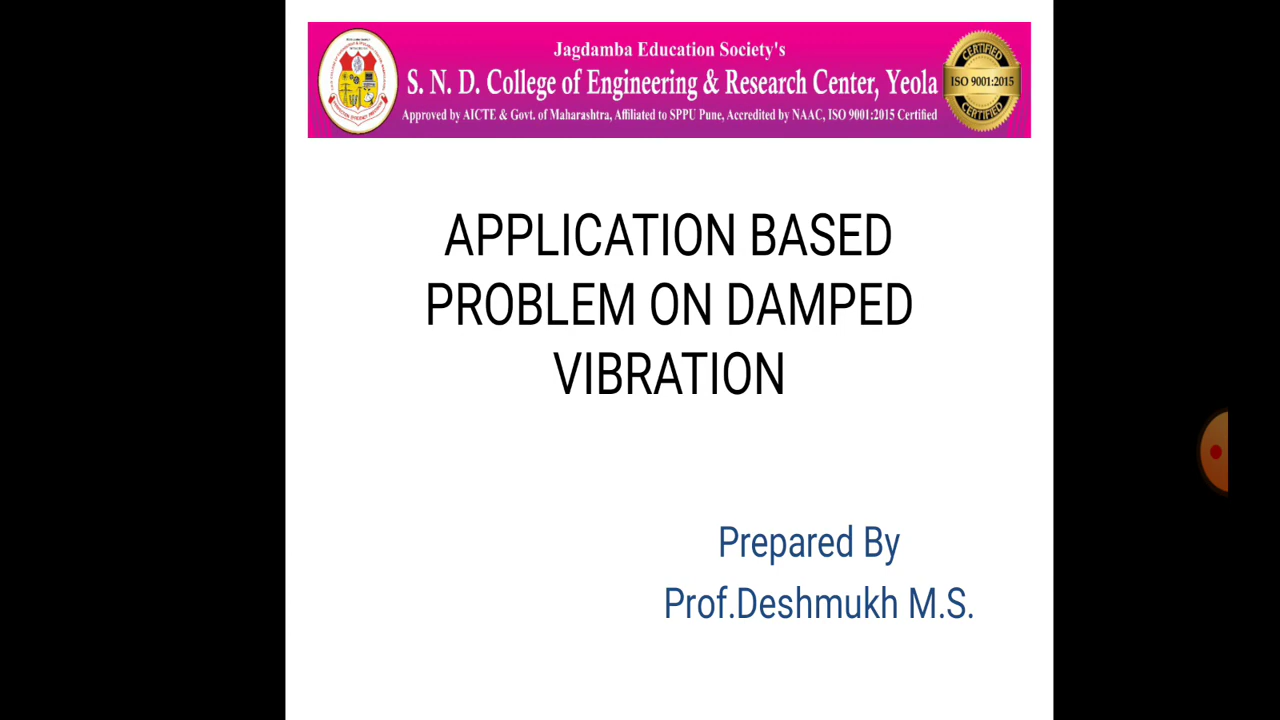 Jagdamba Education Society's
S. N. D. College of Engineering & Research Center, Yeola
Approved by AICTE & Govt. of Maharashtra, Affiliated to SPPU Pune, Accredited by NAAC, ISO 9001:2015 Certified
CERTIFIED
ISO 9001:2015
CERTIFIED
APPLICATION BASED
PROBLEM ON DAMPED
VIBRATION
Prepared By
Prof.Deshmukh M.S.